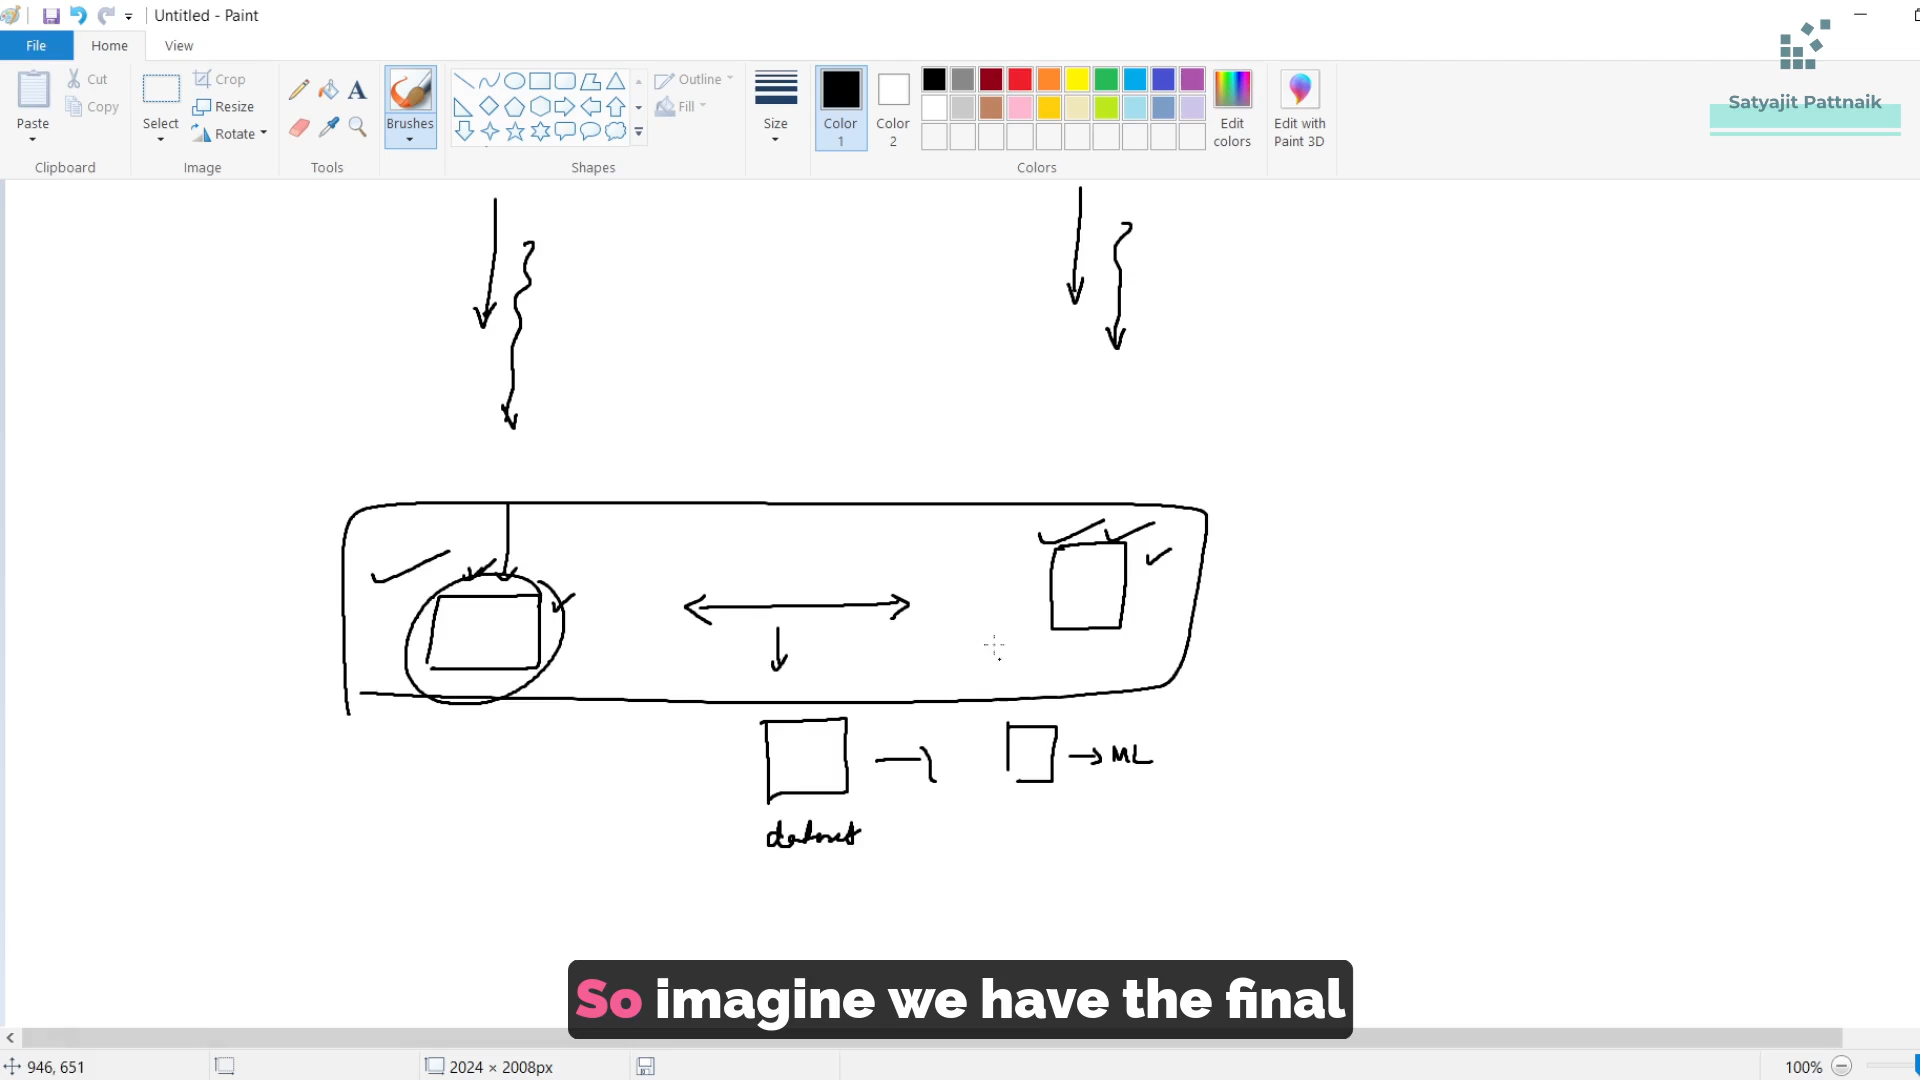 Untitled - Paint
File
Home
View
Paste
Cut
Copy
Clipboard
Select
Crop
Resize
Rotate
Image
A
Tools
Brushes
Outline
Fill
Shapes
Size
Color 1
Color 2
Edit colors
Colors
Edit with Paint 3D
Satyajit Pattnaik
ML
dataset
So imagine we have the final
946, 651
2024 × 2008px
100%